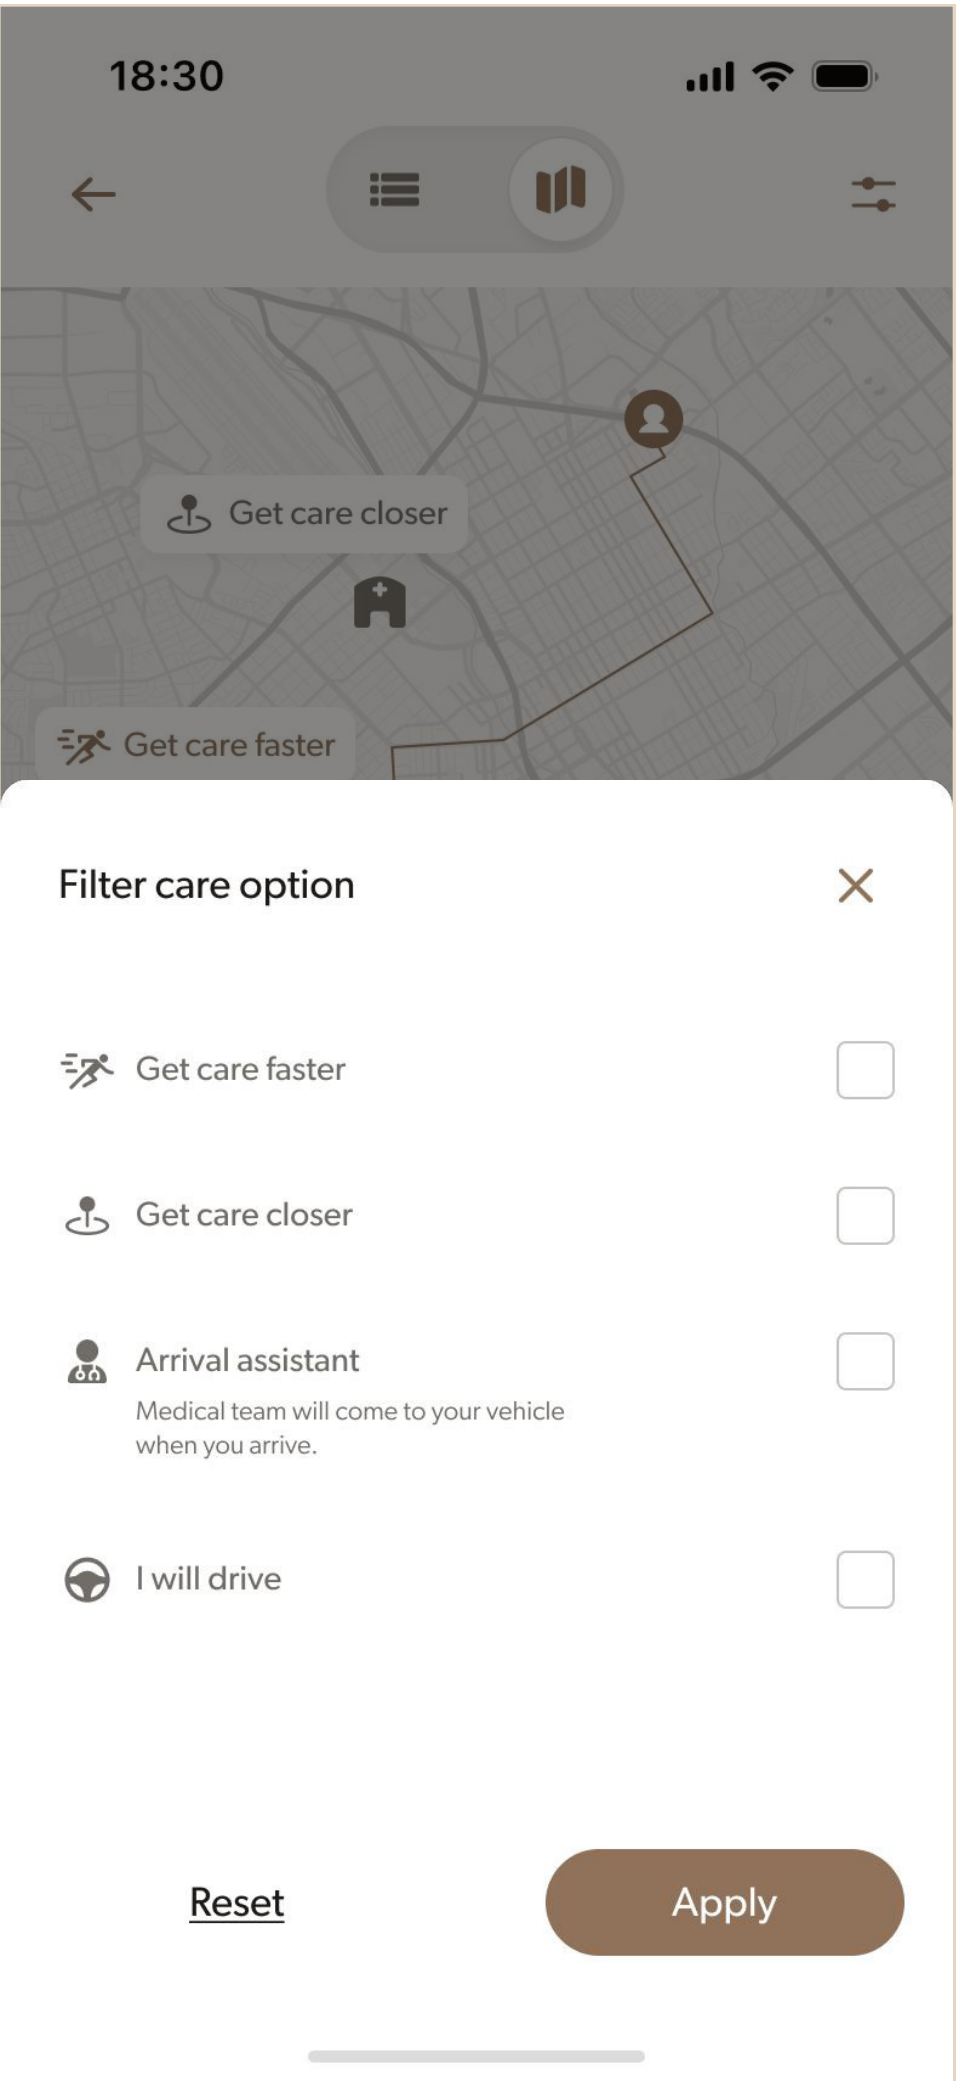 18:30
Get care closer
Get care faster
Filter care option
Get care faster
Get care closer
Arrival assistant
Medical team will come to your vehicle
when you arrive.
I will drive
Reset
Apply